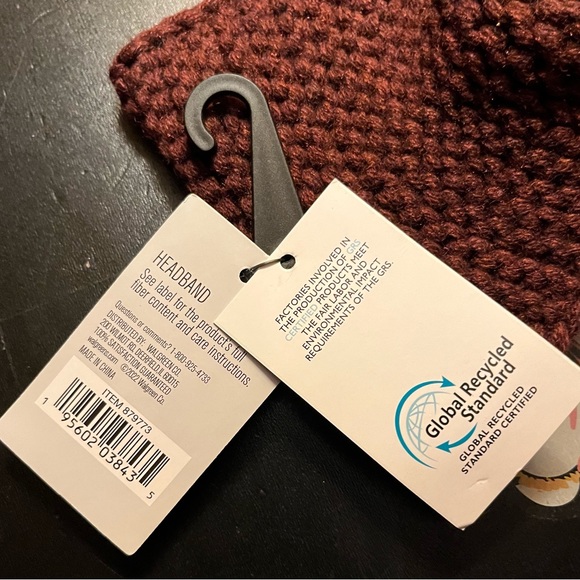 HEADBAND
See label for the product's full
fiber content and care instructions.
Questions or comments? 1-800-925-4733
DISTRIBUTED BY: WALGREEN CO.
200 WILMOT RD., DEERFIELD, IL 60015
100% SATISFACTION GUARANTEED
walgreens.com ©2022 Walgreen Co.
MADE IN CHINA
ITEM 879773
1 95602 03843 5
FACTORIES INVOLVED IN
THE PRODUCTION OF GRS
CERTIFIED PRODUCTS MEET
THE FAIR LABOR AND
ENVIRONMENTAL IMPACT
REQUIREMENTS OF THE GRS.
Global Recycled
Standard
GLOBAL RECYCLED
STANDARD CERTIFIED